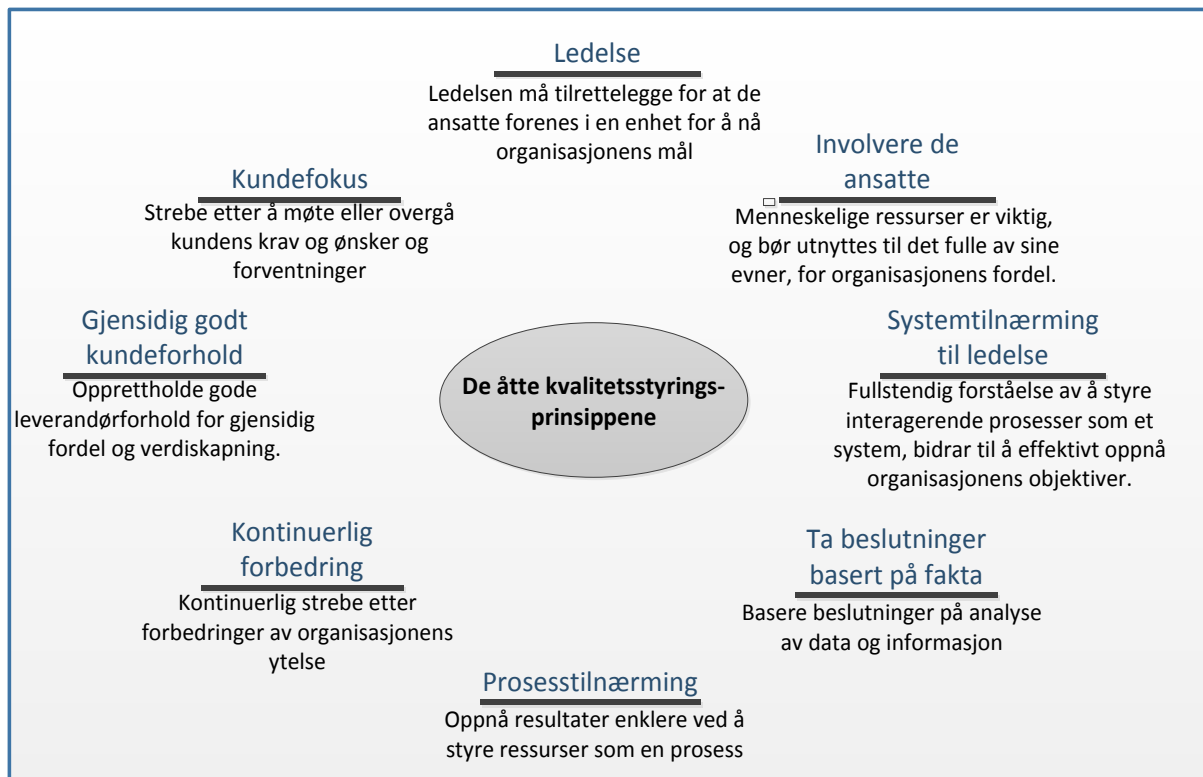 Ledelse
Ledelsen må tilrettelegge for at de
ansatte forenes i en enhet for å nå
organisasjonens mål
Involvere de
ansatte
Menneskelige ressurser er viktig,
og bør utnyttes til det fulle av sine
evner, for organisasjonens fordel.
Kundefokus
Strebe etter å møte eller overgå
kundens krav og ønsker og
forventninger
Gjensidig godt
kundeforhold
Opprettholde gode
leverandørforhold for gjensidig
fordel og verdiskapning.
De åtte kvalitetsstyrings-
prinsippene
Systemtilnærming
til ledelse
Fullstendig forståelse av å styre
interagerende prosesser som et
system, bidrar til å effektivt oppnå
organisasjonens objektiver.
Kontinuerlig
forbedring
Kontinuerlig strebe etter
forbedringer av organisasjonens
ytelse
Ta beslutninger
basert på fakta
Basere beslutninger på analyse
av data og informasjon
Prosesstilnærming
Oppnå resultater enklere ved å
styre ressurser som en prosess